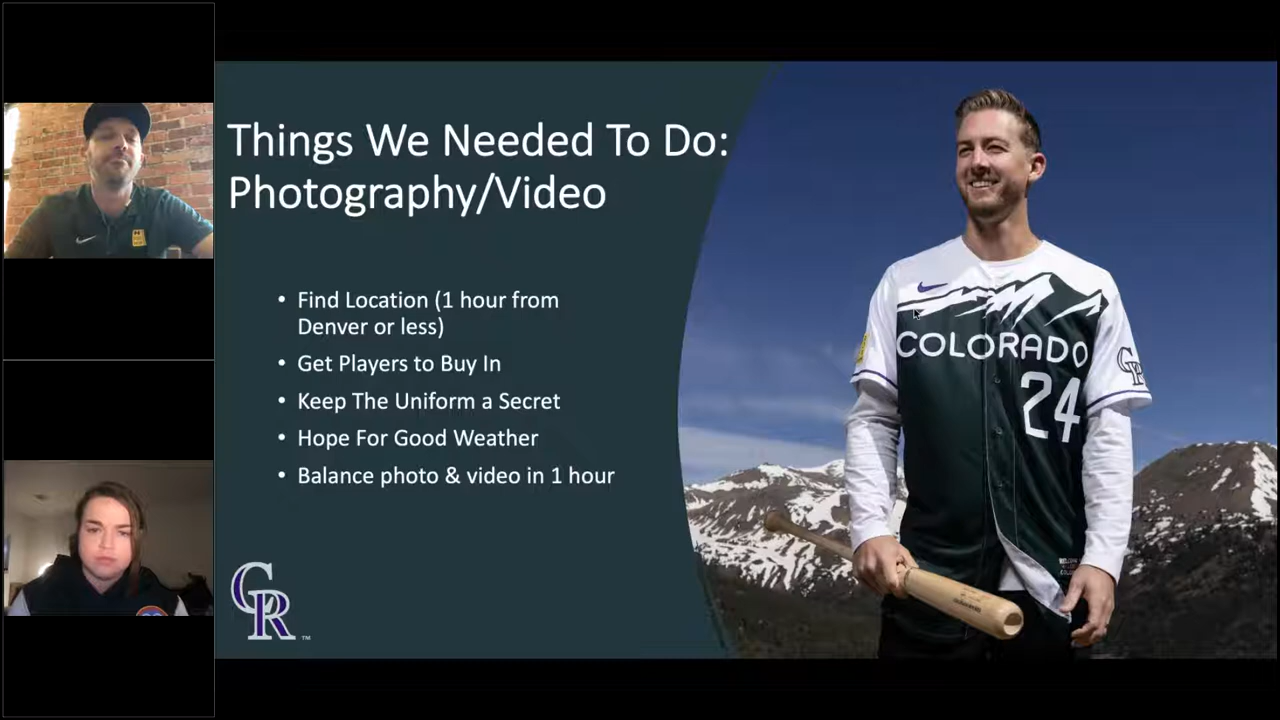 Things We Needed To Do:
Photography/Video
• Find Location (1 hour from
Denver or less)
• Get Players to Buy In
• Keep The Uniform a Secret
• Hope For Good Weather
• Balance photo & video in 1 hour
CR
TM
COLORADO
24
CR